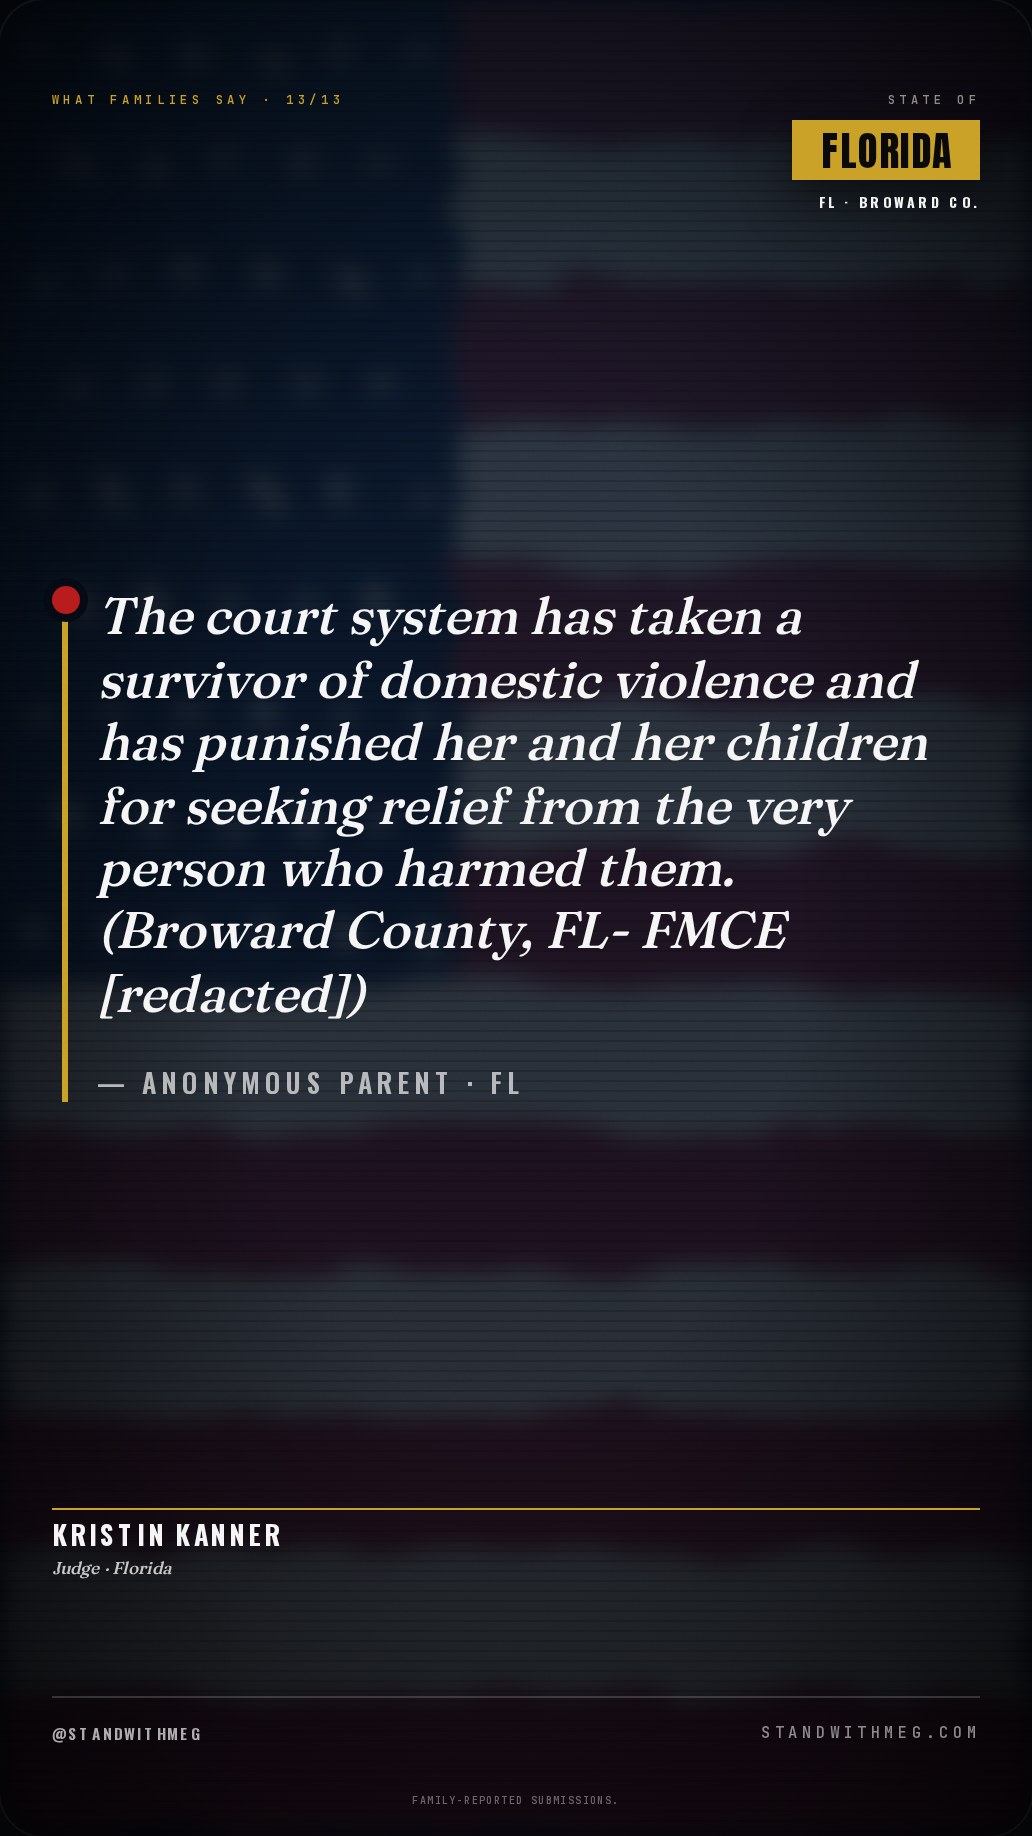 WHAT FAMILIES SAY · 13/13
STATE OF
FLORIDA
FL · BROWARD CO.
The court system has taken a
survivor of domestic violence and
has punished her and her children
for seeking relief from the very
person who harmed them.
(Broward County, FL- FMCE
[redacted])
— ANONYMOUS PARENT · FL
KRISTIN KANNER
Judge · Florida
@STANDWITHMEG
STANDWITHMEG.COM
FAMILY-REPORTED SUBMISSIONS.